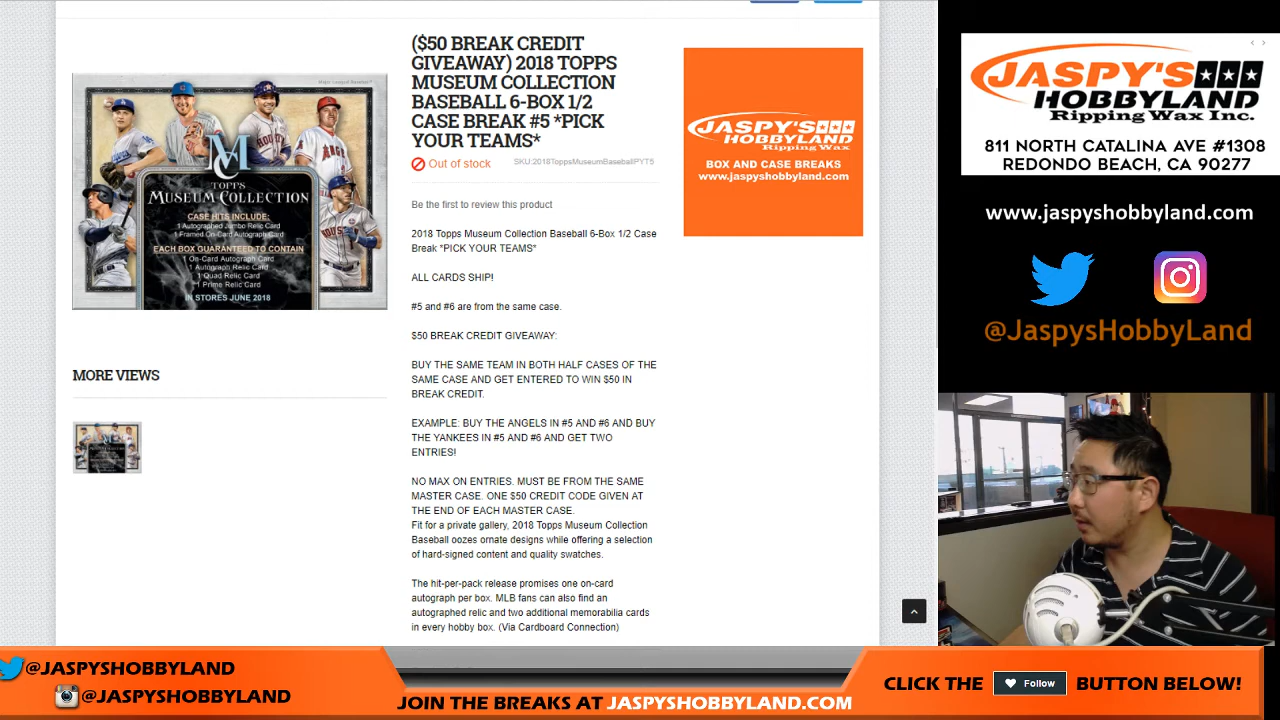 ($50 BREAK CREDIT
GIVEAWAY) 2018 TOPPS
MUSEUM COLLECTION
BASEBALL 6-BOX 1/2
CASE BREAK #5 *PICK
YOUR TEAMS*
Out of stock
SKU:2018ToppsMuseumBaseballPYT5
Be the first to review this product
2018 Topps Museum Collection Baseball 6-Box 1/2 Case
Break *PICK YOUR TEAMS*
ALL CARDS SHIP!
#5 and #6 are from the same case.
$50 BREAK CREDIT GIVEAWAY:
BUY THE SAME TEAM IN BOTH HALF CASES OF THE
SAME CASE AND GET ENTERED TO WIN $50 IN
BREAK CREDIT.
EXAMPLE: BUY THE ANGELS IN #5 AND #6 AND BUY
THE YANKEES IN #5 AND #6 AND GET TWO
ENTRIES!
NO MAX ON ENTRIES. MUST BE FROM THE SAME
MASTER CASE. ONE $50 CREDIT CODE GIVEN AT
THE END OF EACH MASTER CASE.
Fit for a private gallery, 2018 Topps Museum Collection
Baseball oozes ornate designs while offering a selection
of hard-signed content and quality swatches.
The hit-per-pack release promises one on-card
autograph per box. MLB fans can also find an
autographed relic and two additional memorabilia cards
in every hobby box. (Via Cardboard Connection)
MC
TOPPS
MUSEUM COLLECTION
CASE HITS INCLUDE:
1 Autographed Jumbo Relic Card
1 Framed On-Card Autograph Card
EACH BOX GUARANTEED TO CONTAIN
1 On-Card Autograph Card
1 Autograph Relic Card
1 Quad Relic Card
1 Prime Relic Card
IN STORES JUNE 2018
MORE VIEWS
JASPY'S
HOBBYLAND
Ripping Wax
BOX AND CASE BREAKS
www.jaspyshobbyland.com
JASPY'S
HOBBYLAND
Ripping Wax Inc.
811 NORTH CATALINA AVE #1308
REDONDO BEACH, CA 90277
www.jaspyshobbyland.com
@JaspysHobbyLand
@JASPYSHOBBYLAND
@JASPYSHOBBYLAND
JOIN THE BREAKS AT JASPYSHOBBYLAND.COM
CLICK THE Follow BUTTON BELOW!